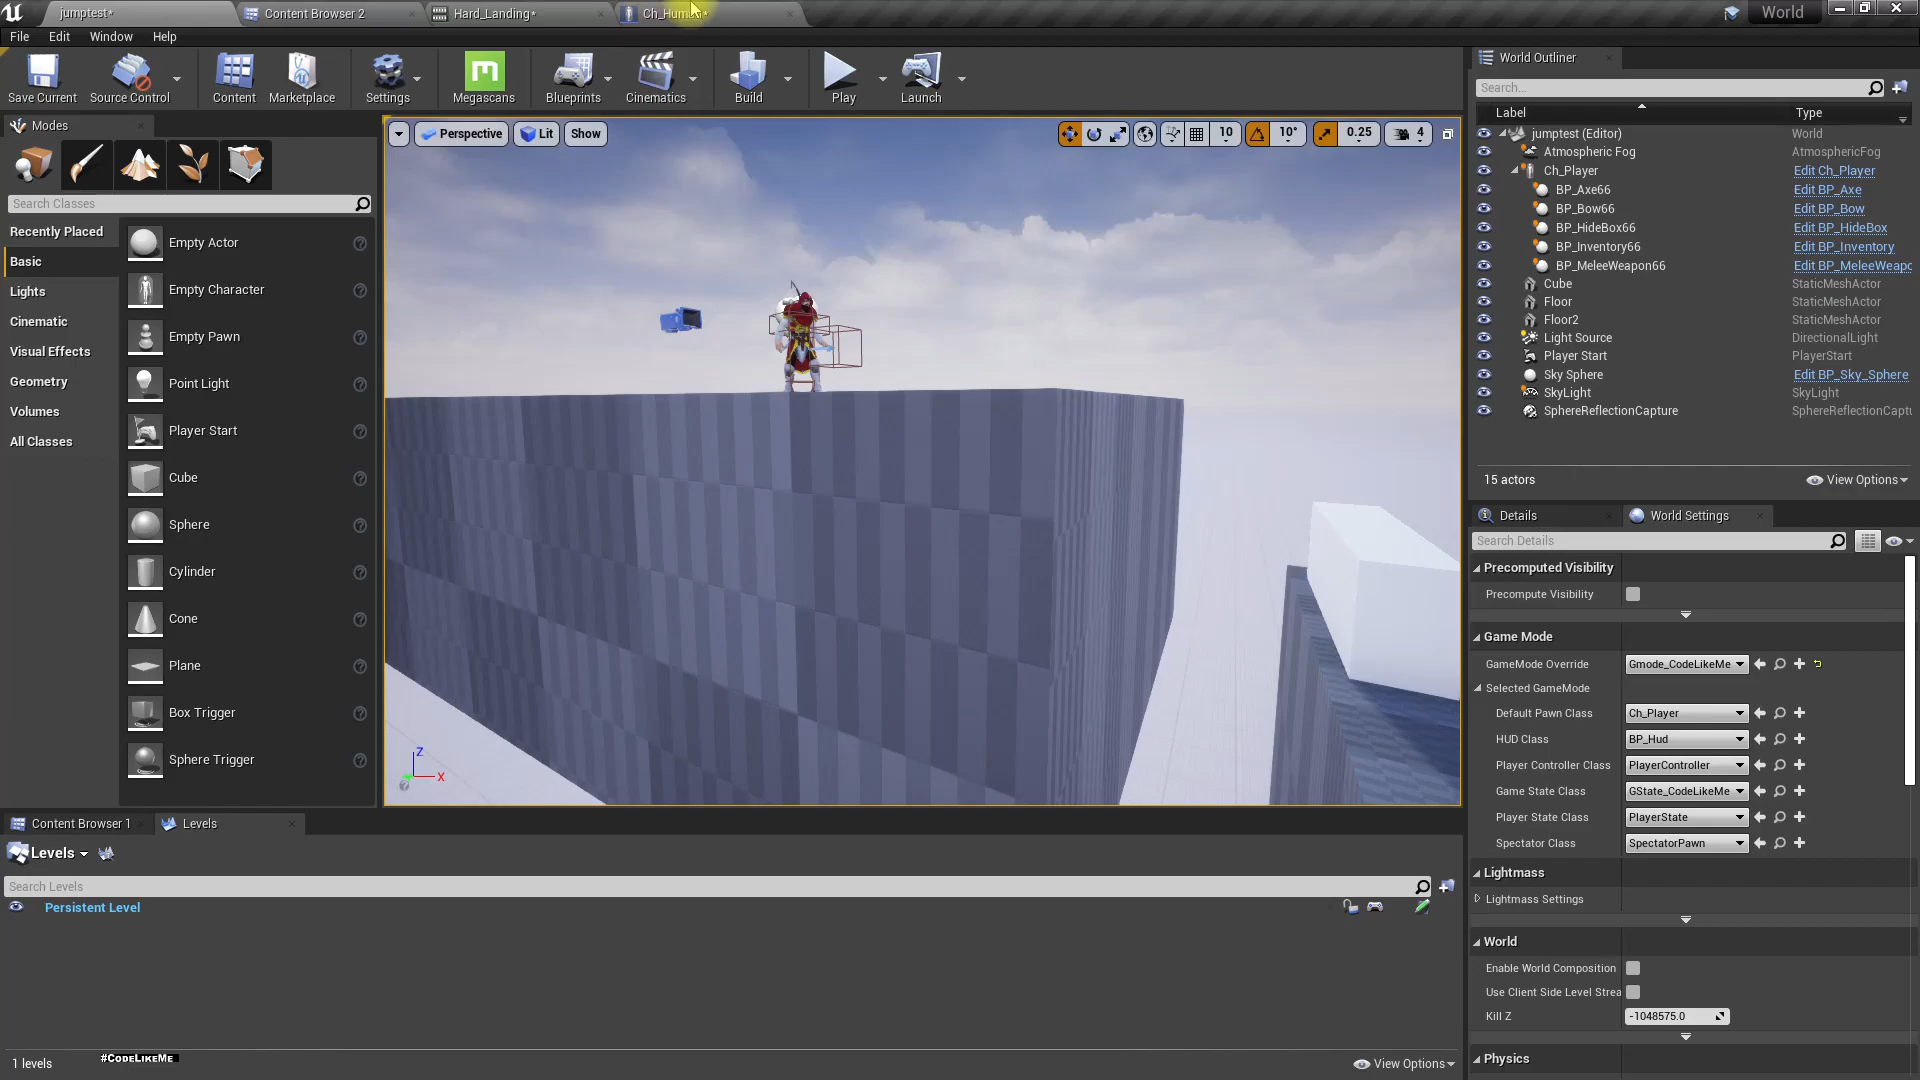 jumptest*
Content Browser 2
Hard_Landing*
World
File
Edit
Window
Help
Save Current
Source Control
Content
Marketplace
Settings
Megascans
Blueprints
Cinematics
Build
Play
Launch
Modes
Search Classes
Recently Placed
Basic
Lights
Cinematic
Visual Effects
Geometry
Volumes
All Classes
Empty Actor
Empty Character
Empty Pawn
Point Light
Player Start
Cube
Sphere
Cylinder
Cone
Plane
Box Trigger
Sphere Trigger
Perspective
Lit
Show
10
10°
0.25
4
Z
X
World Outliner
Search...
Label
Type
jumptest (Editor)
World
Atmospheric Fog
AtmosphericFog
Ch_Player
Edit Ch_Player
BP_Axe66
Edit BP_Axe
BP_Bow66
Edit BP_Bow
BP_HideBox66
Edit BP_HideBox
BP_Inventory66
Edit BP_Inventory
BP_MeleeWeapon66
Edit BP_MeleeWeapo
Cube
StaticMeshActor
Floor
StaticMeshActor
Floor2
StaticMeshActor
Light Source
DirectionalLight
Player Start
PlayerStart
Sky Sphere
Edit BP_Sky_Sphere
SkyLight
SkyLight
SphereReflectionCapture
SphereReflectionCaptu
15 actors
View Options
Details
World Settings
Search Details
Precomputed Visibility
Precompute Visibility
Game Mode
GameMode Override
Gmode_CodeLikeMe
Selected GameMode
Default Pawn Class
Ch_Player
HUD Class
BP_Hud
Player Controller Class
PlayerController
Game State Class
GState_CodeLikeMe
Player State Class
PlayerState
Spectator Class
SpectatorPawn
Lightmass
Lightmass Settings
World
Enable World Composition
Use Client Side Level Strea
Kill Z
-1048575.0
Physics
Content Browser 1
Levels
Levels
Search Levels
Persistent Level
1 levels
#CodeLikeMe
View Options